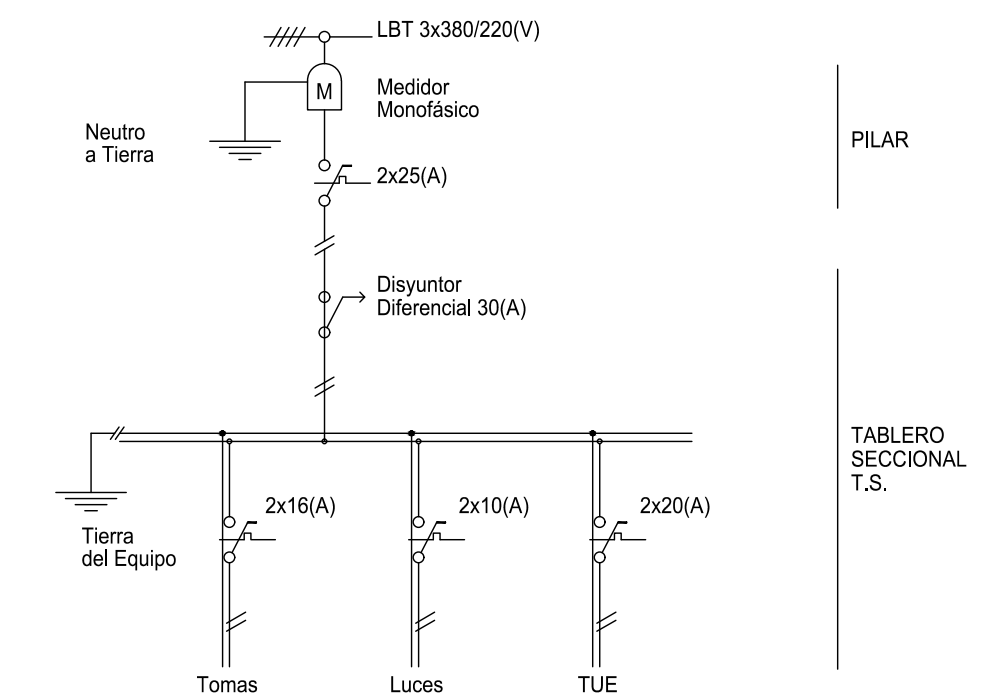 LBT 3x380/220(V)
M
Medidor
Monofásico
Neutro
a Tierra
PILAR
2x25(A)
Disyuntor
Diferencial 30(A)
TABLERO
SECCIONAL
T.S.
2x16(A)
2x10(A)
2x20(A)
Tierra
del Equipo
Tomas
Luces
TUE